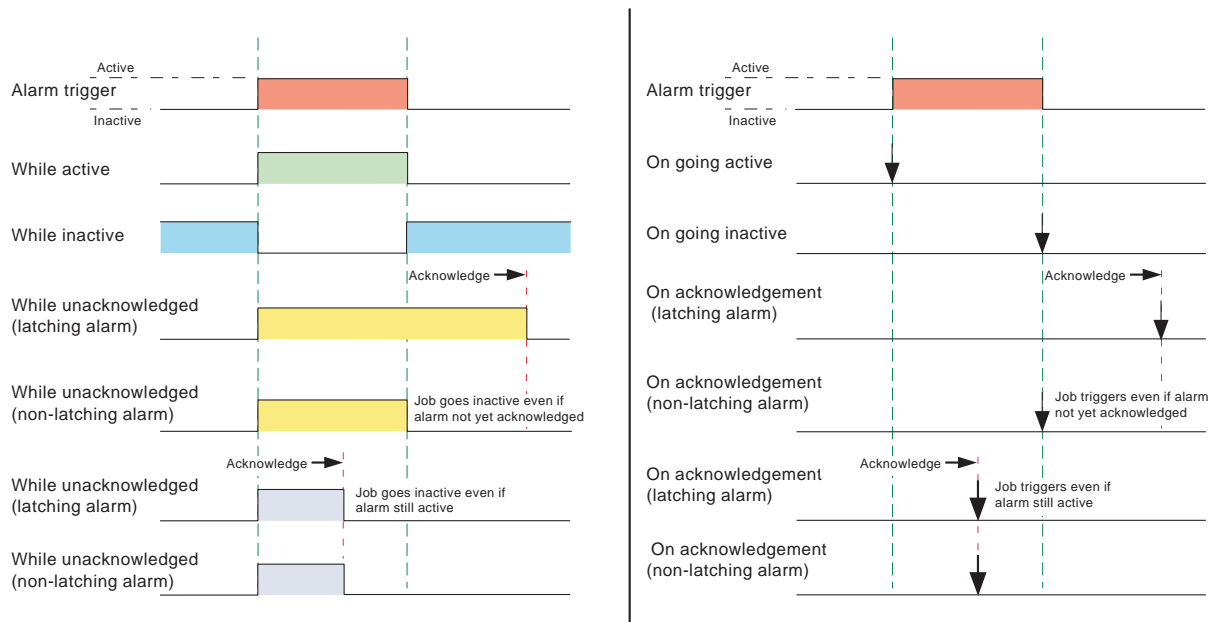 Active
Alarm trigger
Inactive
While active
While inactive
Acknowledge
While unacknowledged
(latching alarm)
While unacknowledged
(non-latching alarm)
Job goes inactive even if
alarm not yet acknowledged
Acknowledge
While unacknowledged
(latching alarm)
Job goes inactive even if
alarm still active
While unacknowledged
(non-latching alarm)
Active
Alarm trigger
Inactive
On going active
On going inactive
Acknowledge
On acknowledgement
(latching alarm)
On acknowledgement
(non-latching alarm)
Job triggers even if alarm
not yet acknowledged
Acknowledge
On acknowledgement
(latching alarm)
Job triggers even if
alarm still active
On acknowledgement
(non-latching alarm)